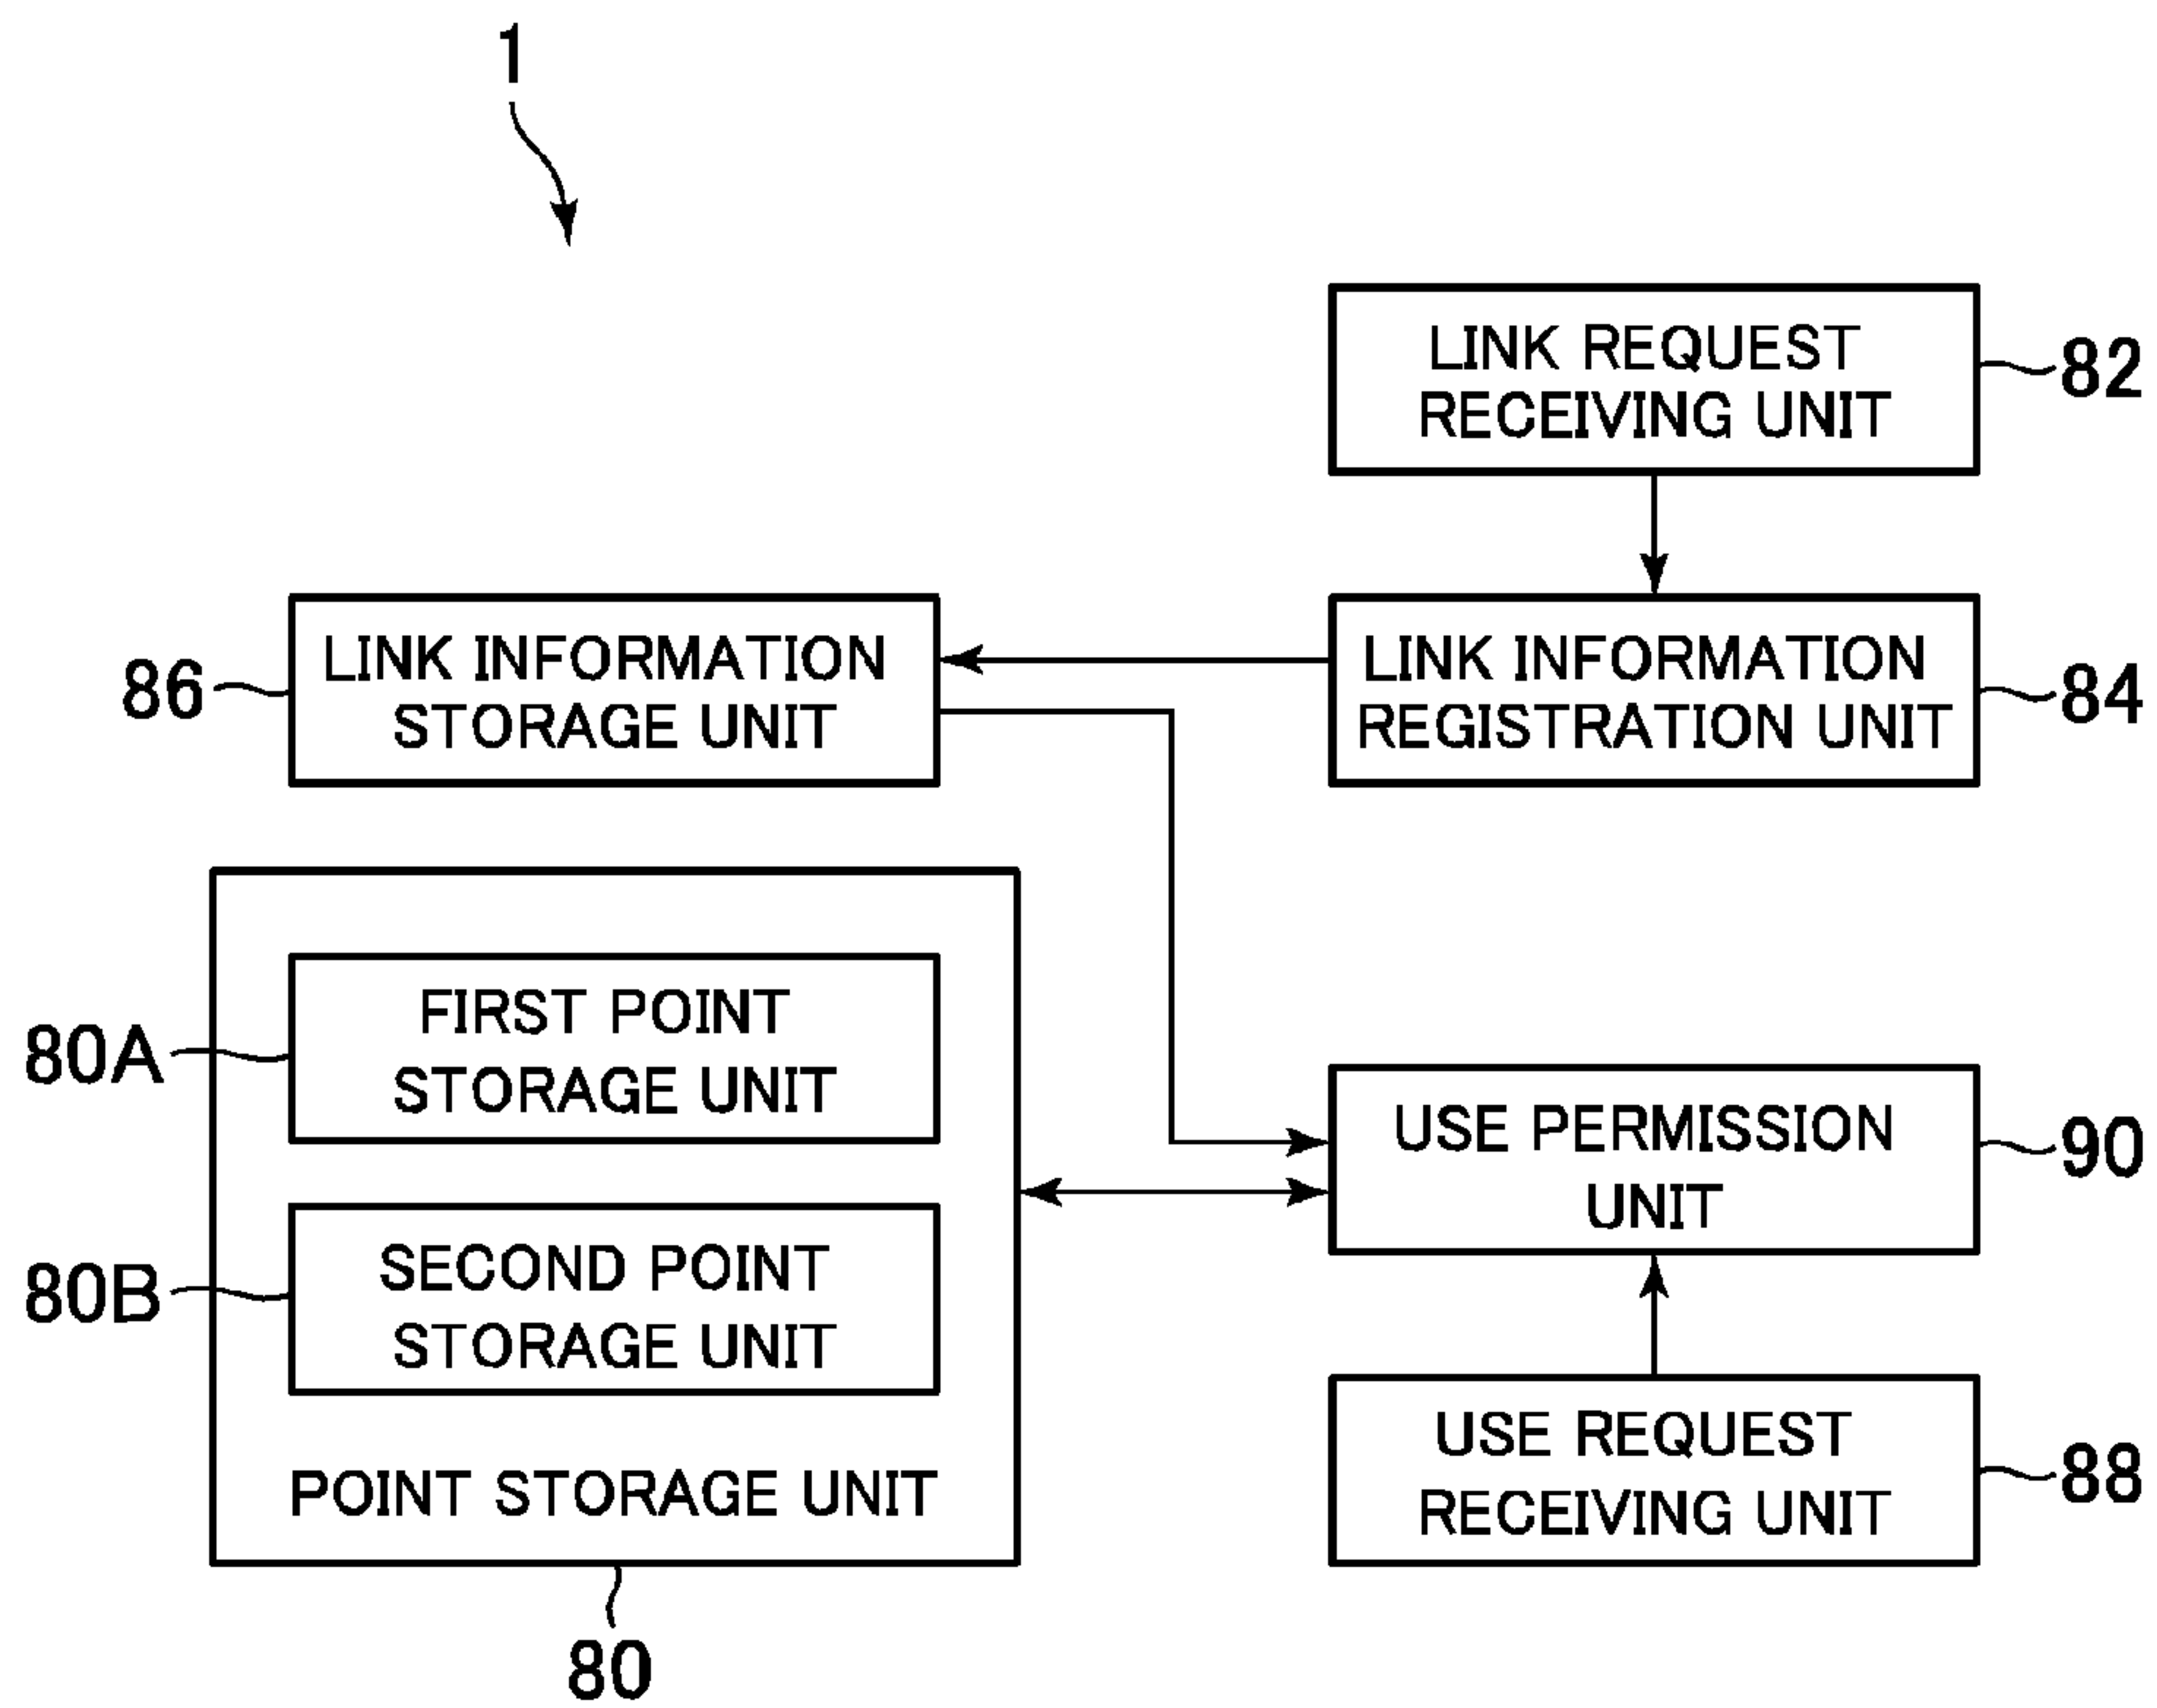 1
LINK REQUEST
RECEIVING UNIT
82
LINK INFORMATION
STORAGE UNIT
86
LINK INFORMATION
REGISTRATION UNIT
84
FIRST POINT
STORAGE UNIT
80A
SECOND POINT
STORAGE UNIT
80B
POINT STORAGE UNIT
80
USE PERMISSION
UNIT
90
USE REQUEST
RECEIVING UNIT
88